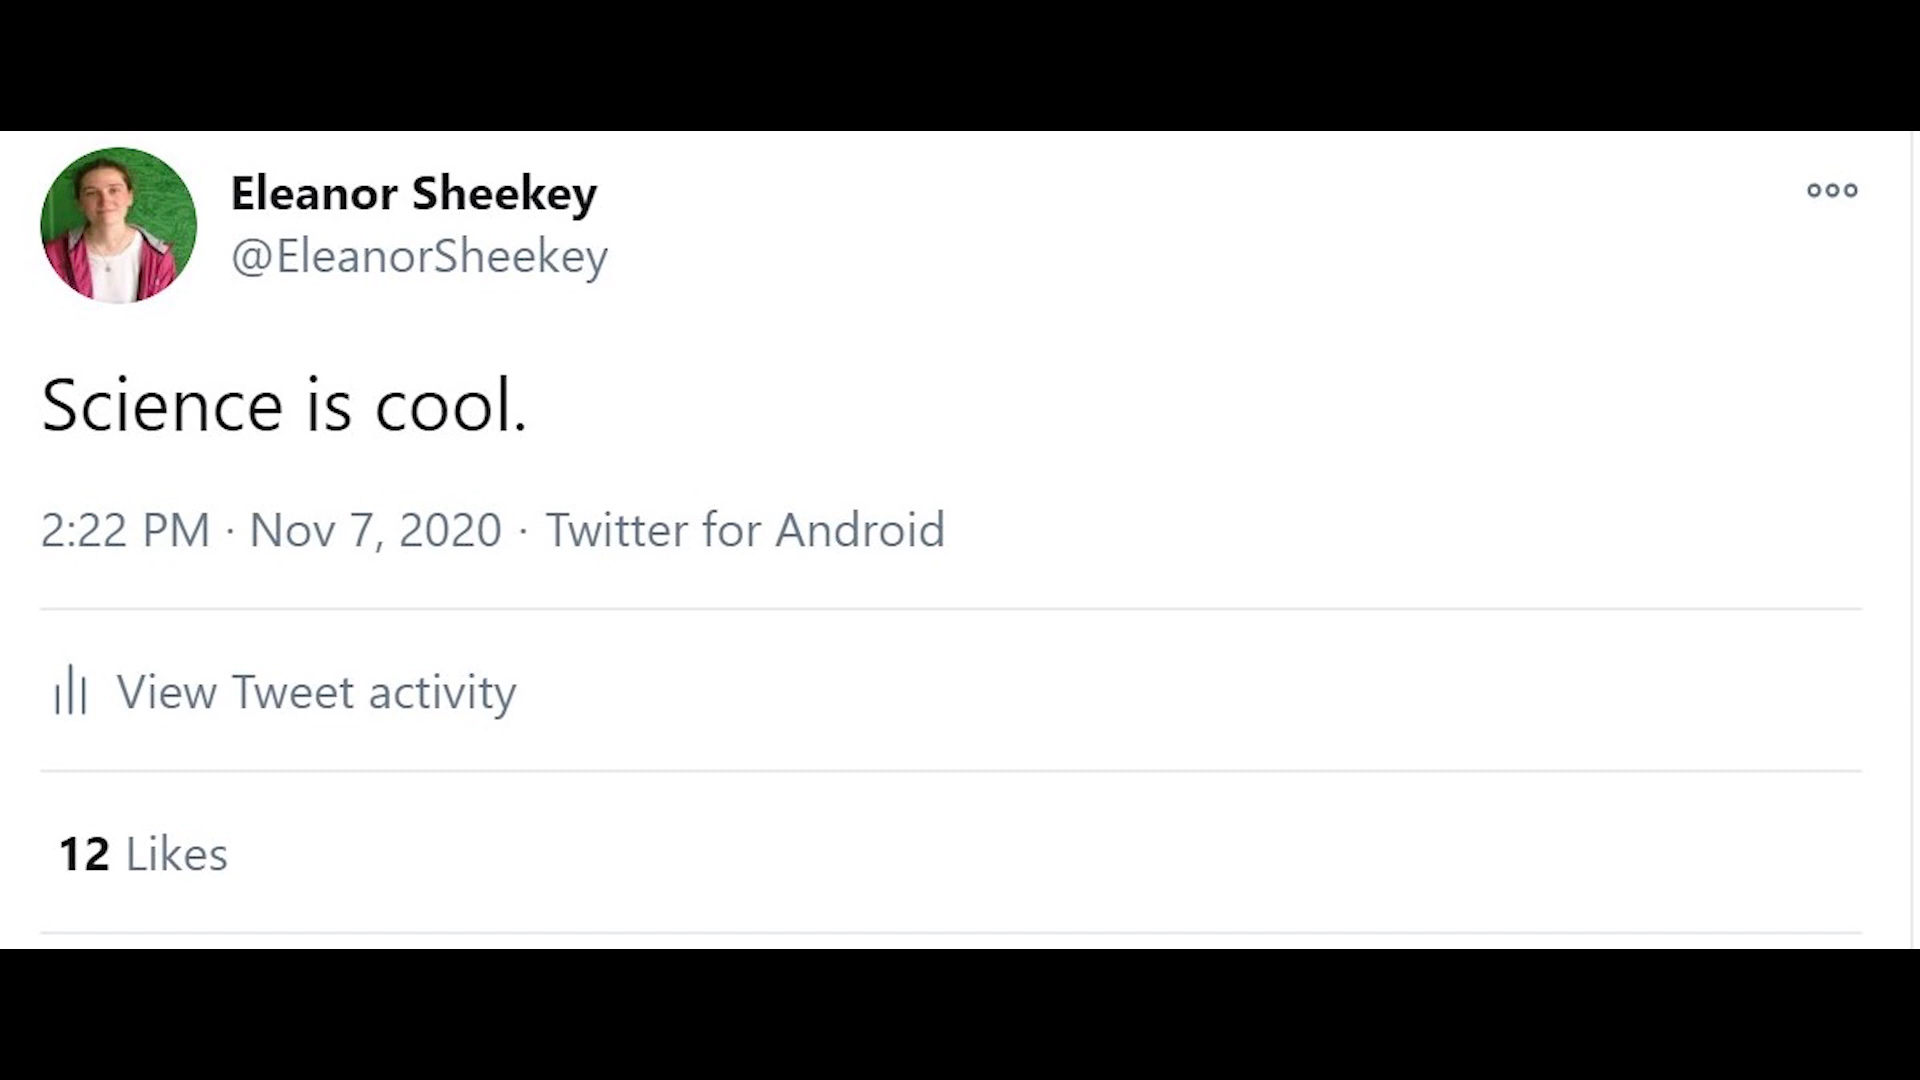 Eleanor Sheekey
@EleanorSheekey
Science is cool.
2:22 PM · Nov 7, 2020 · Twitter for Android
View Tweet activity
12 Likes